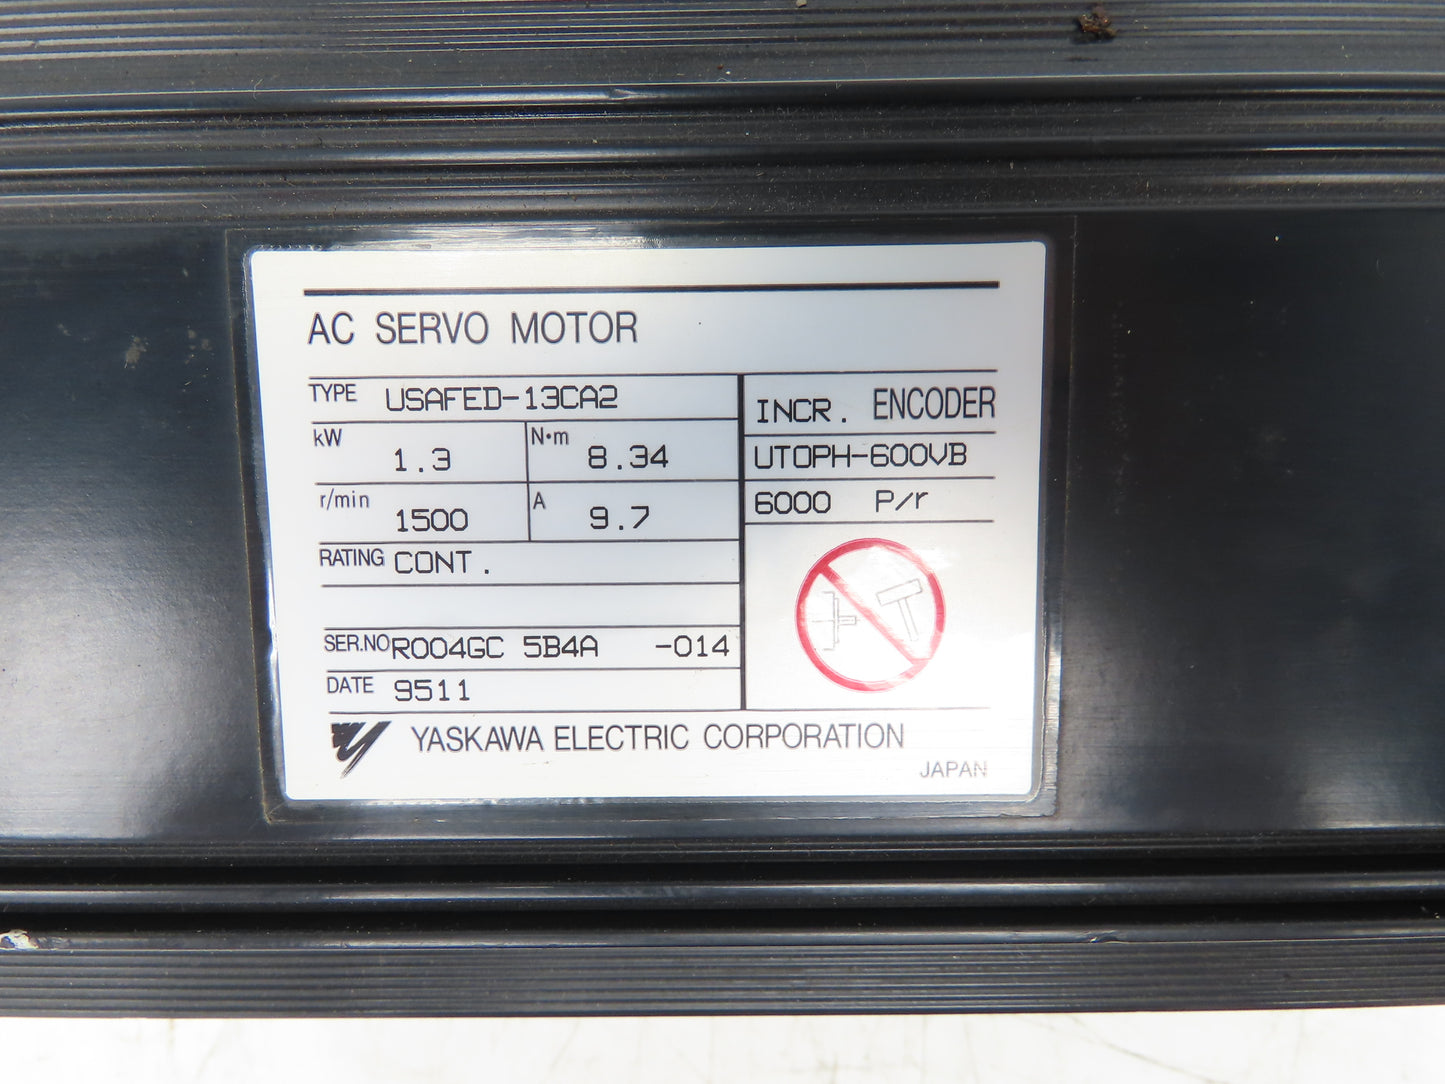 AC SERVO MOTOR
TYPE USAFED-13CA2
kW 1.3 N•m 8.34
r/min 1500 A 9.7
RATING CONT.
SER.NO R004GC 5B4A -014
DATE 9511
INCR. ENCODER
UTOPH-600VB
6000 P/r
YASKAWA ELECTRIC CORPORATION
JAPAN